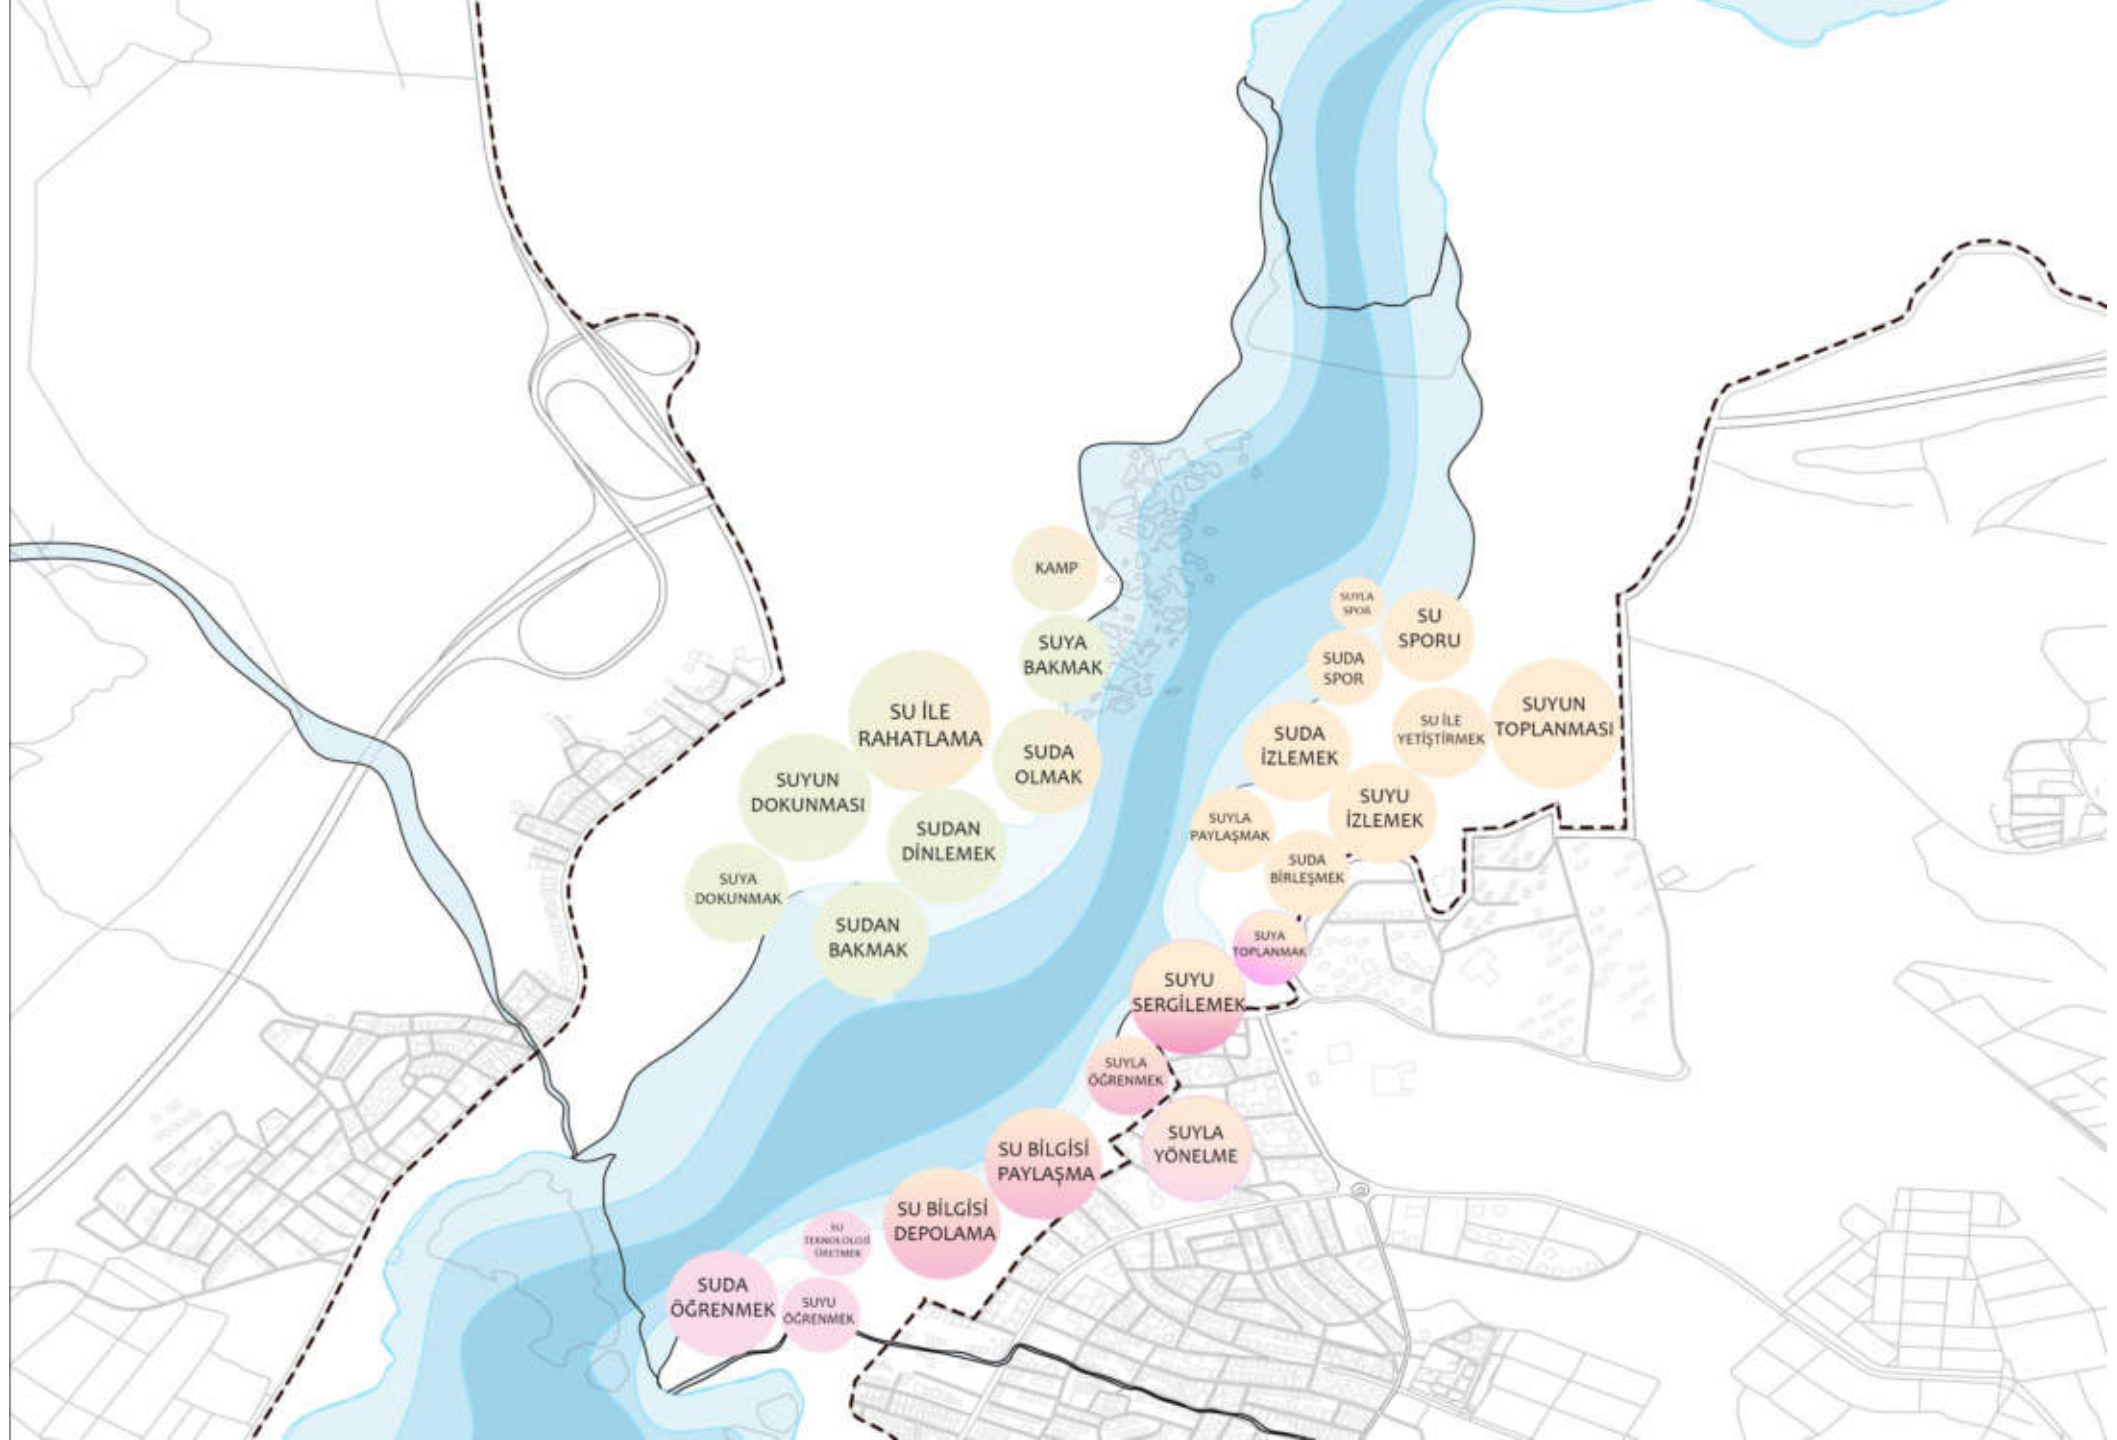 KAMP
SUYA
BAKMAK
SU İLE
RAHATLAMA
SUDA
OLMAK
SUYUN
DOKUNMASI
SUDAN
DİNLEMEK
SUYA
DOKUNMAK
SUDAN
BAKMAK
SUYLA
SPOR
SU
SPORU
SUDA
SPOR
SUYUN
TOPLANMASI
SU İLE
YETİŞTİRMEK
SUDA
İZLEMEK
SUYU
İZLEMEK
SUYLA
PAYLAŞMAK
SUDA
BİRLEŞMEK
SUYA
TOPLANMAK
SUYU
SERGİLEMEK
SUYLA
ÖĞRENMEK
SUYLA
YÖNELME
SU BİLGİSİ
PAYLAŞMA
SU BİLGİSİ
DEPOLAMA
SU
TEKNOLOLOJİ
ÜRETMEK
SUDA
ÖĞRENMEK
SUYU
ÖĞRENMEK